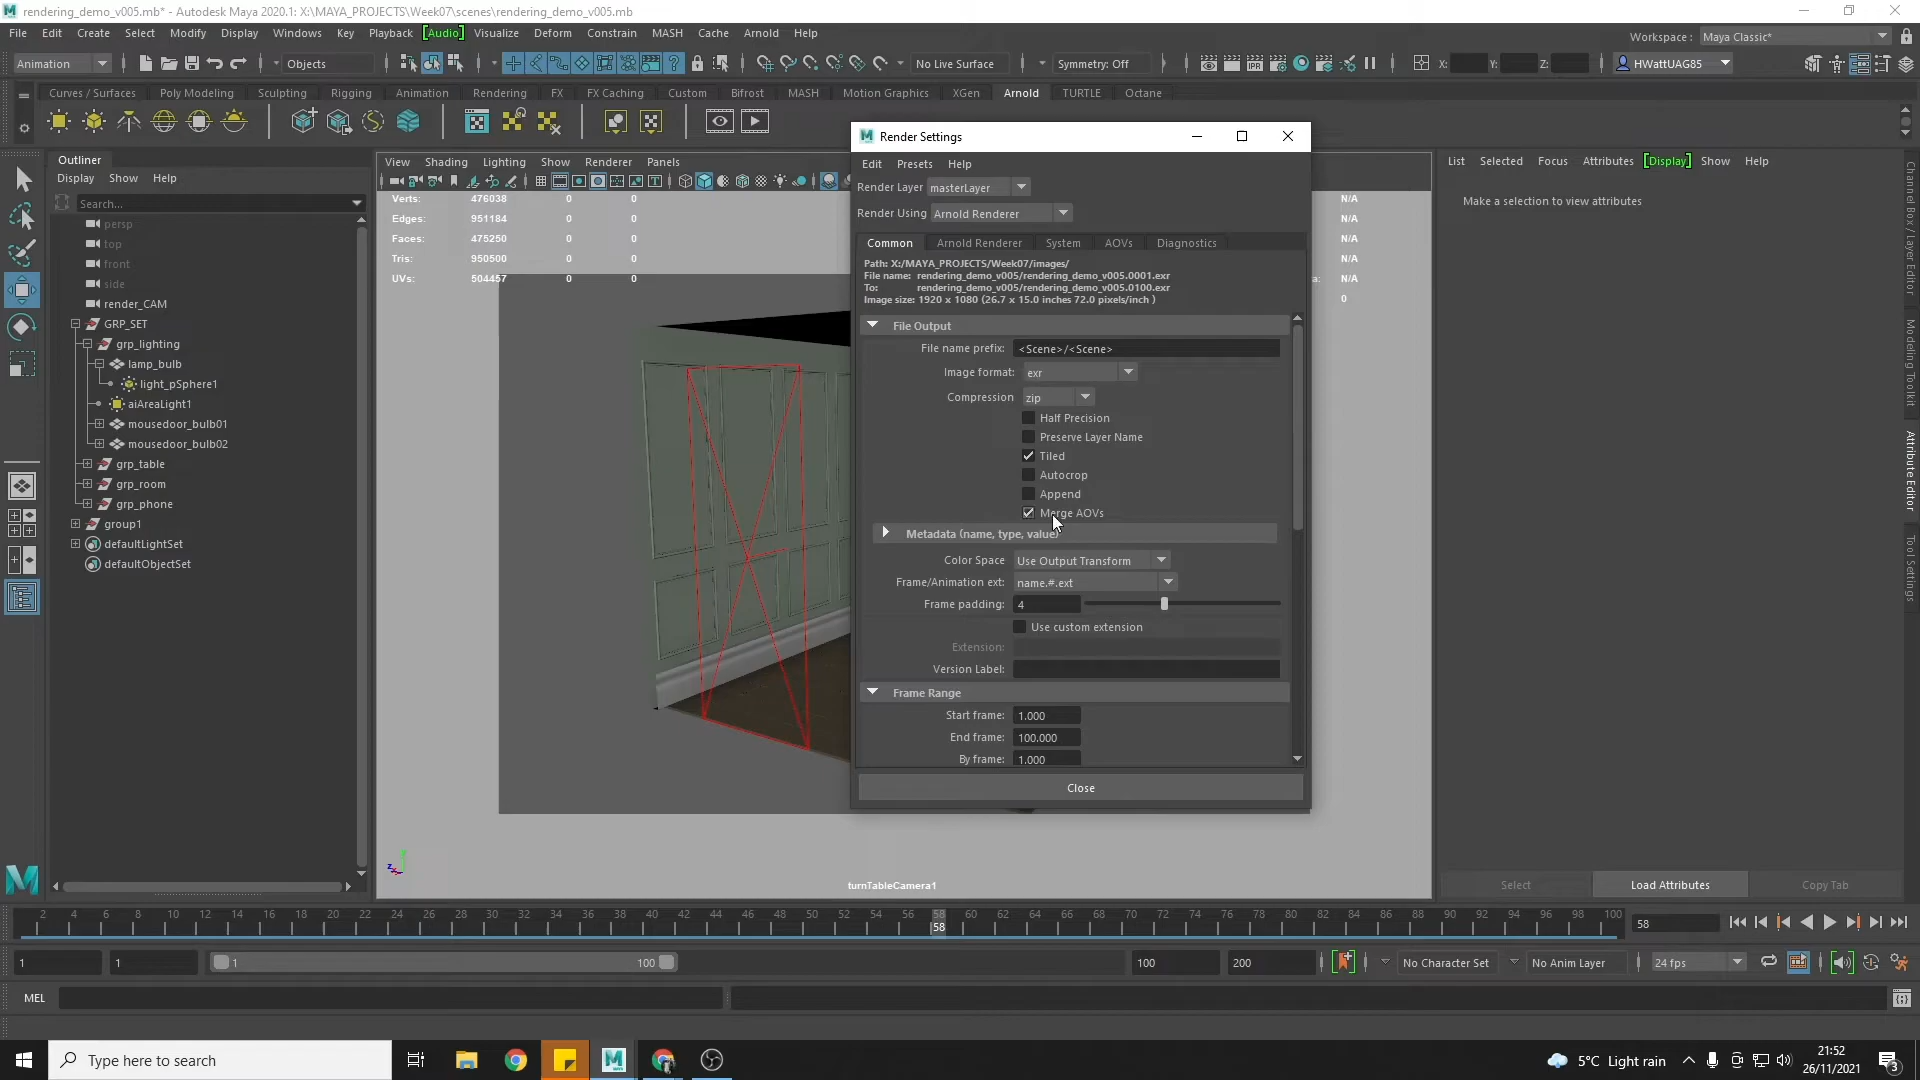 rendering_demo_v005.mb* - Autodesk Maya 2020.1: X:\MAYA_PROJECTS\Week07\scenes\rendering_demo_v005.mb
File Edit Create Select Modify Display Windows Key Playback [Audio] Visualize Deform Constrain MASH Cache Arnold Help
Workspace : Maya Classic*
Animation Objects No Live Surface Symmetry: Off X: Y: Z: HWattUAG85
Curves / Surfaces Poly Modeling Sculpting Rigging Animation Rendering FX FX Caching Custom Bifrost MASH Motion Graphics XGen Arnold TURTLE Octane
Outliner
Display Show Help
Search...
persp
top
front
side
render_CAM
GRP_SET
grp_lighting
lamp_bulb
light_pSphere1
aiAreaLight1
mousedoor_bulb01
mousedoor_bulb02
grp_table
grp_room
grp_phone
group1
defaultLightSet
defaultObjectSet
View Shading Lighting Show Renderer Panels
Verts: 476038 0 0
Edges: 951184 0 0
Faces: 475250 0 0
Tris: 950500 0 0
UVs: 504457 0 0
N/A
N/A
N/A
N/A
a: N/A
0
turnTableCamera1
Render Settings
Edit Presets Help
Render Layer masterLayer
Render Using Arnold Renderer
Common Arnold Renderer System AOVs Diagnostics
Path: X:/MAYA_PROJECTS/Week07/images/
File name: rendering_demo_v005/rendering_demo_v005.0001.exr
To: rendering_demo_v005/rendering_demo_v005.0100.exr
Image size: 1920 x 1080 (26.7 x 15.0 inches 72.0 pixels/inch )
File Output
File name prefix: <Scene>/<Scene>
Image format: exr
Compression zip
Half Precision
Preserve Layer Name
Tiled
Autocrop
Append
Merge AOVs
Metadata (name, type, value)
Color Space Use Output Transform
Frame/Animation ext: name.#.ext
Frame padding: 4
Use custom extension
Extension:
Version Label:
Frame Range
Start frame: 1.000
End frame: 100.000
By frame: 1.000
Close
List Selected Focus Attributes [Display] Show Help
Make a selection to view attributes
Select Load Attributes Copy Tab
Channel Box / Layer Editor
Modeling Toolkit
Attribute Editor
Tool Settings
2 4 6 8 10 12 14 16 18 20 22 24 26 28 30 32 34 36 38 40 42 44 46 48 50 52 54 56 58 60 62 64 66 68 70 72 74 76 78 80 82 84 86 88 90 92 94 96 98 100
58
58
1 1 1 100 100 200 No Character Set No Anim Layer 24 fps
MEL
Type here to search
5°C Light rain
21:52
26/11/2021
3